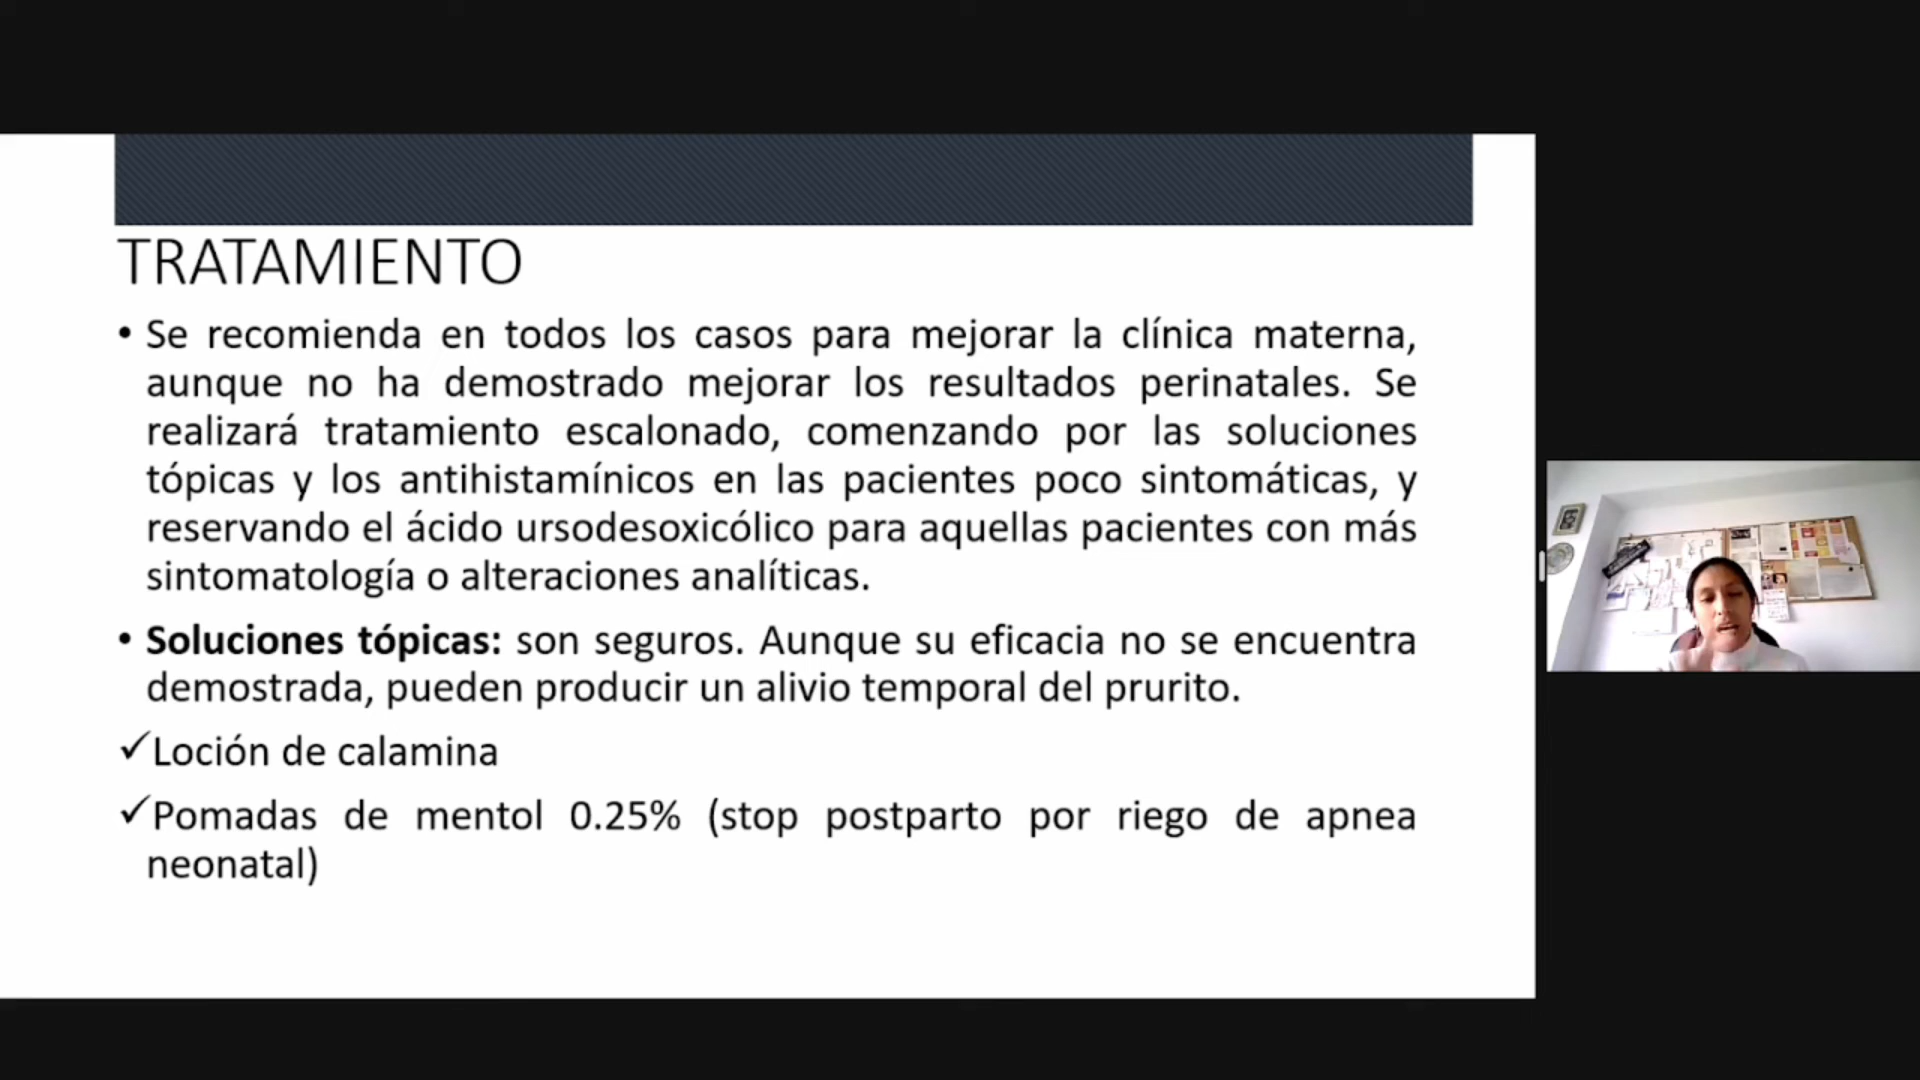 TRATAMIENTO
• Se recomienda en todos los casos para mejorar la clínica materna,
aunque no ha demostrado mejorar los resultados perinatales. Se
realizará tratamiento escalonado, comenzando por las soluciones
tópicas y los antihistamínicos en las pacientes poco sintomáticas, y
reservando el ácido ursodesoxicólico para aquellas pacientes con más
sintomatología o alteraciones analíticas.
• Soluciones tópicas: son seguros. Aunque su eficacia no se encuentra
demostrada, pueden producir un alivio temporal del prurito.
✓Loción de calamina
✓Pomadas de mentol 0.25% (stop postparto por riego de apnea
neonatal)